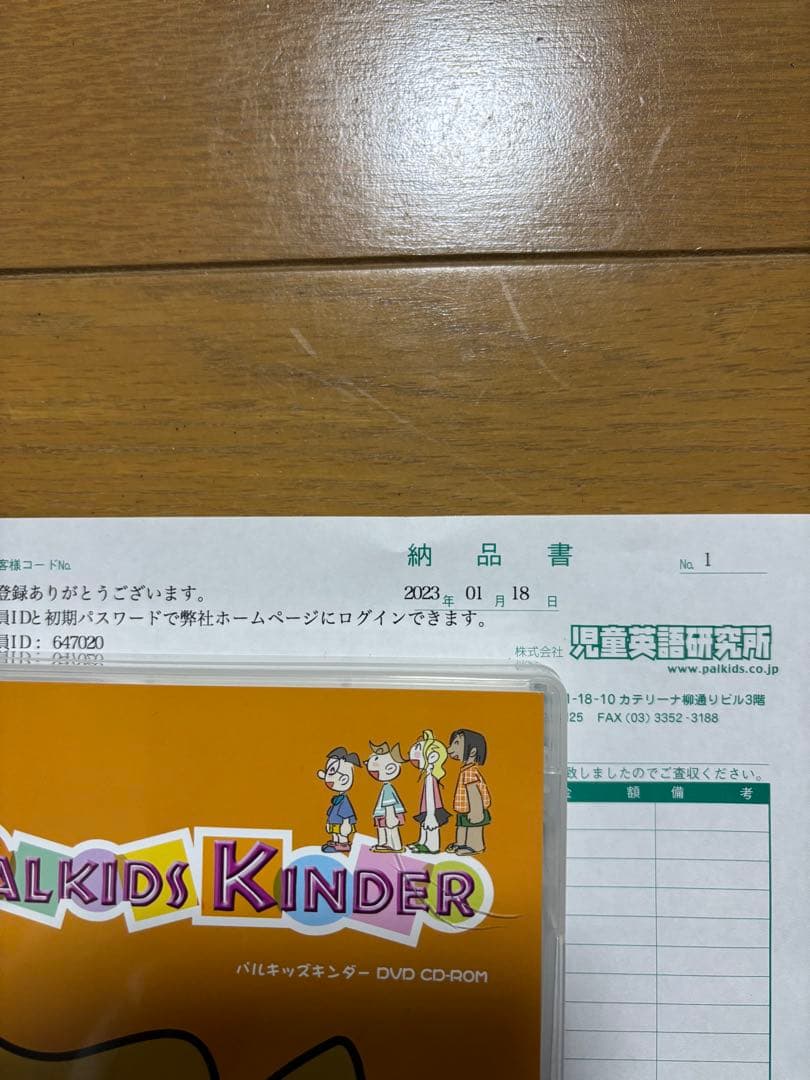 納品書
No. 1
客様コードNo.
登録ありがとうございます。
2023年 01月 18日
員IDと初期パスワードで弊社ホームページにログインできます。
員ID: 647020
株式会社 児童英語研究所
www.palkids.co.jp
1-18-10 カテリーナ柳通りビル3階
25 FAX (03) 3352-3188
致しましたのでご査収ください。
金額 備考
ALKIDS KINDER
パルキッズキンダー DVD CD-ROM